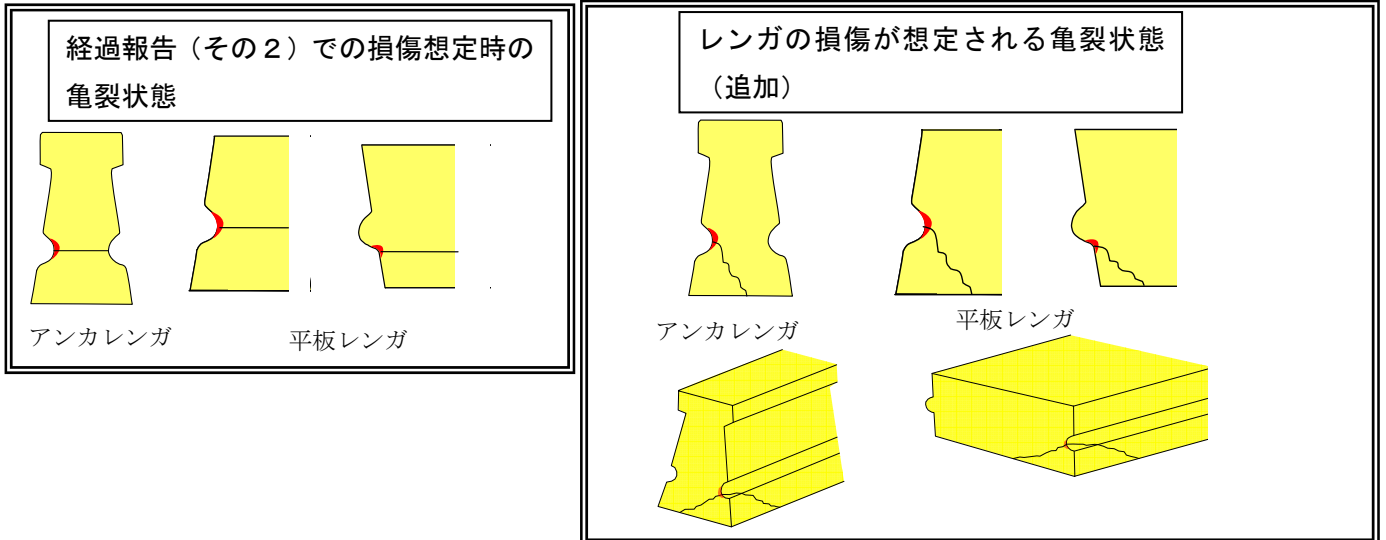 経過報告（その２）での損傷想定時の
亀裂状態
アンカレンガ
平板レンガ
レンガの損傷が想定される亀裂状態
（追加）
アンカレンガ
平板レンガ